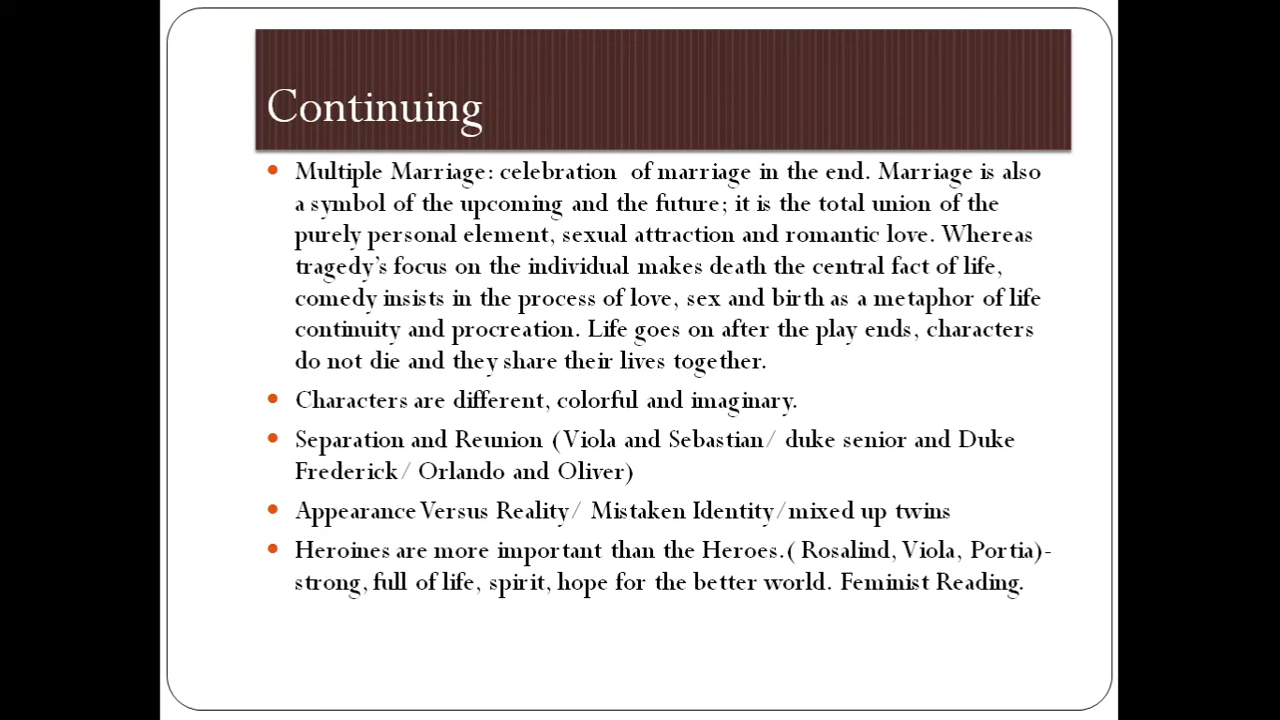 Continuing
• Multiple Marriage: celebration of marriage in the end. Marriage is also
a symbol of the upcoming and the future; it is the total union of the
purely personal element, sexual attraction and romantic love. Whereas
tragedy's focus on the individual makes death the central fact of life,
comedy insists in the process of love, sex and birth as a metaphor of life
continuity and procreation. Life goes on after the play ends, characters
do not die and they share their lives together.
• Characters are different, colorful and imaginary.
• Separation and Reunion (Viola and Sebastian/ duke senior and Duke
Frederick/ Orlando and Oliver)
• Appearance Versus Reality/ Mistaken Identity/mixed up twins
• Heroines are more important than the Heroes.( Rosalind, Viola, Portia)-
strong, full of life, spirit, hope for the better world. Feminist Reading.